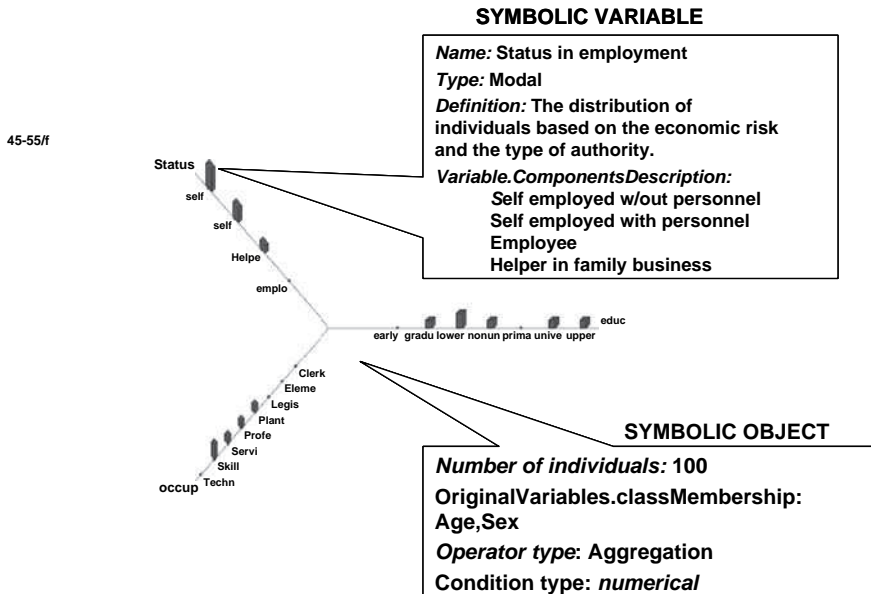 SYMBOLIC VARIABLE
Name: Status in employment
Type: Modal
Definition: The distribution of
individuals based on the economic risk
and the type of authority.
Variable.ComponentsDescription:
Self employed w/out personnel
Self employed with personnel
Employee
Helper in family business
45-55/f
Status
self
self
Helpe
emplo
educ
early gradu lower nonun prima unive upper
Clerk
Eleme
Legis
Plant
Profe
Servi
Skill
Techn
occup
SYMBOLIC OBJECT
Number of individuals: 100
OriginalVariables.classMembership:
Age,Sex
Operator type: Aggregation
Condition type: numerical